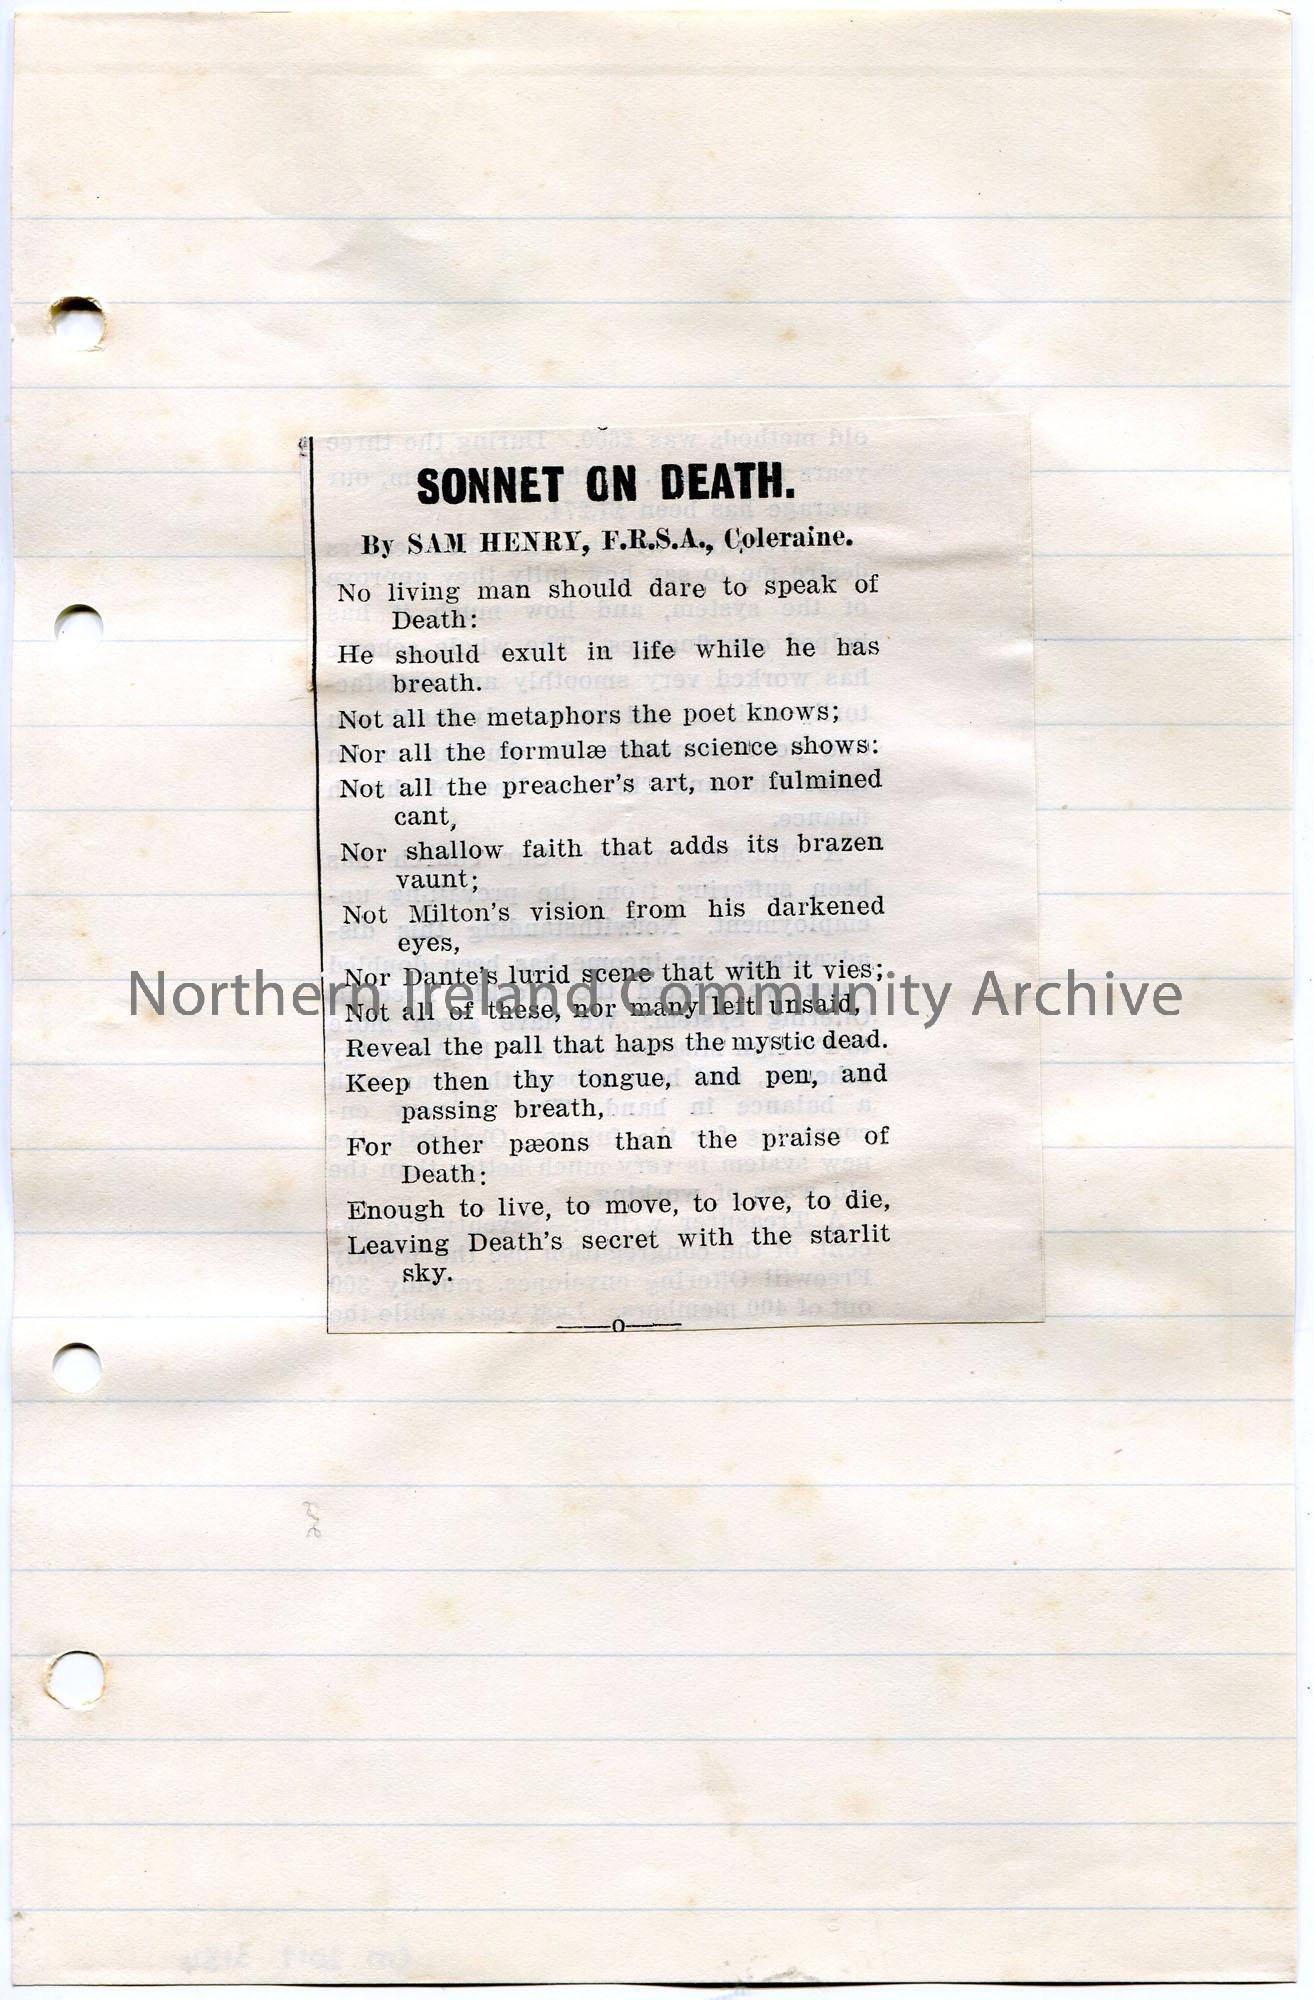 SONNET ON DEATH.
By SAM HENRY, F.R.S.A., Coleraine.
No living man should dare to speak of
Death:
He should exult in life while he has
breath.
Not all the metaphors the poet knows;
Nor all the formulæ that science shows:
Not all the preacher's art, nor fulmined
cant,
Nor shallow faith that adds its brazen
vaunt;
Not Milton's vision from his darkened
eyes,
Nor Dante's lurid scene that with it vies;
Northern Ireland Community Archive
Not all of these, nor many left unsaid,
Reveal the pall that haps the mystic dead.
Keep then thy tongue, and pen, and
passing breath,
For other pæons than the praise of
Death:
Enough to live, to move, to love, to die,
Leaving Death's secret with the starlit
sky.